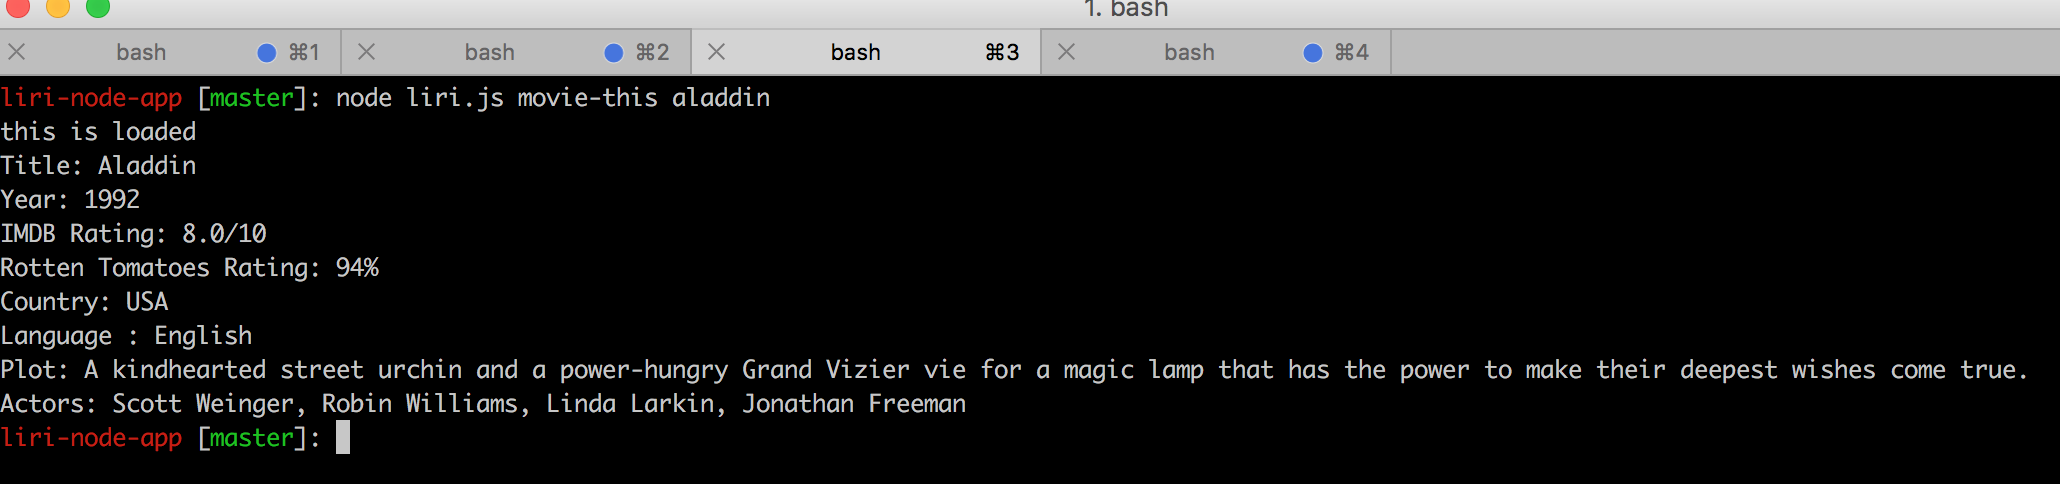 1. bash
bash ⌘1 bash ⌘2 bash ⌘3 bash ⌘4
liri-node-app [master]: node liri.js movie-this aladdin
this is loaded
Title: Aladdin
Year: 1992
IMDB Rating: 8.0/10
Rotten Tomatoes Rating: 94%
Country: USA
Language : English
Plot: A kindhearted street urchin and a power-hungry Grand Vizier vie for a magic lamp that has the power to make their deepest wishes come true.
Actors: Scott Weinger, Robin Williams, Linda Larkin, Jonathan Freeman
liri-node-app [master]: